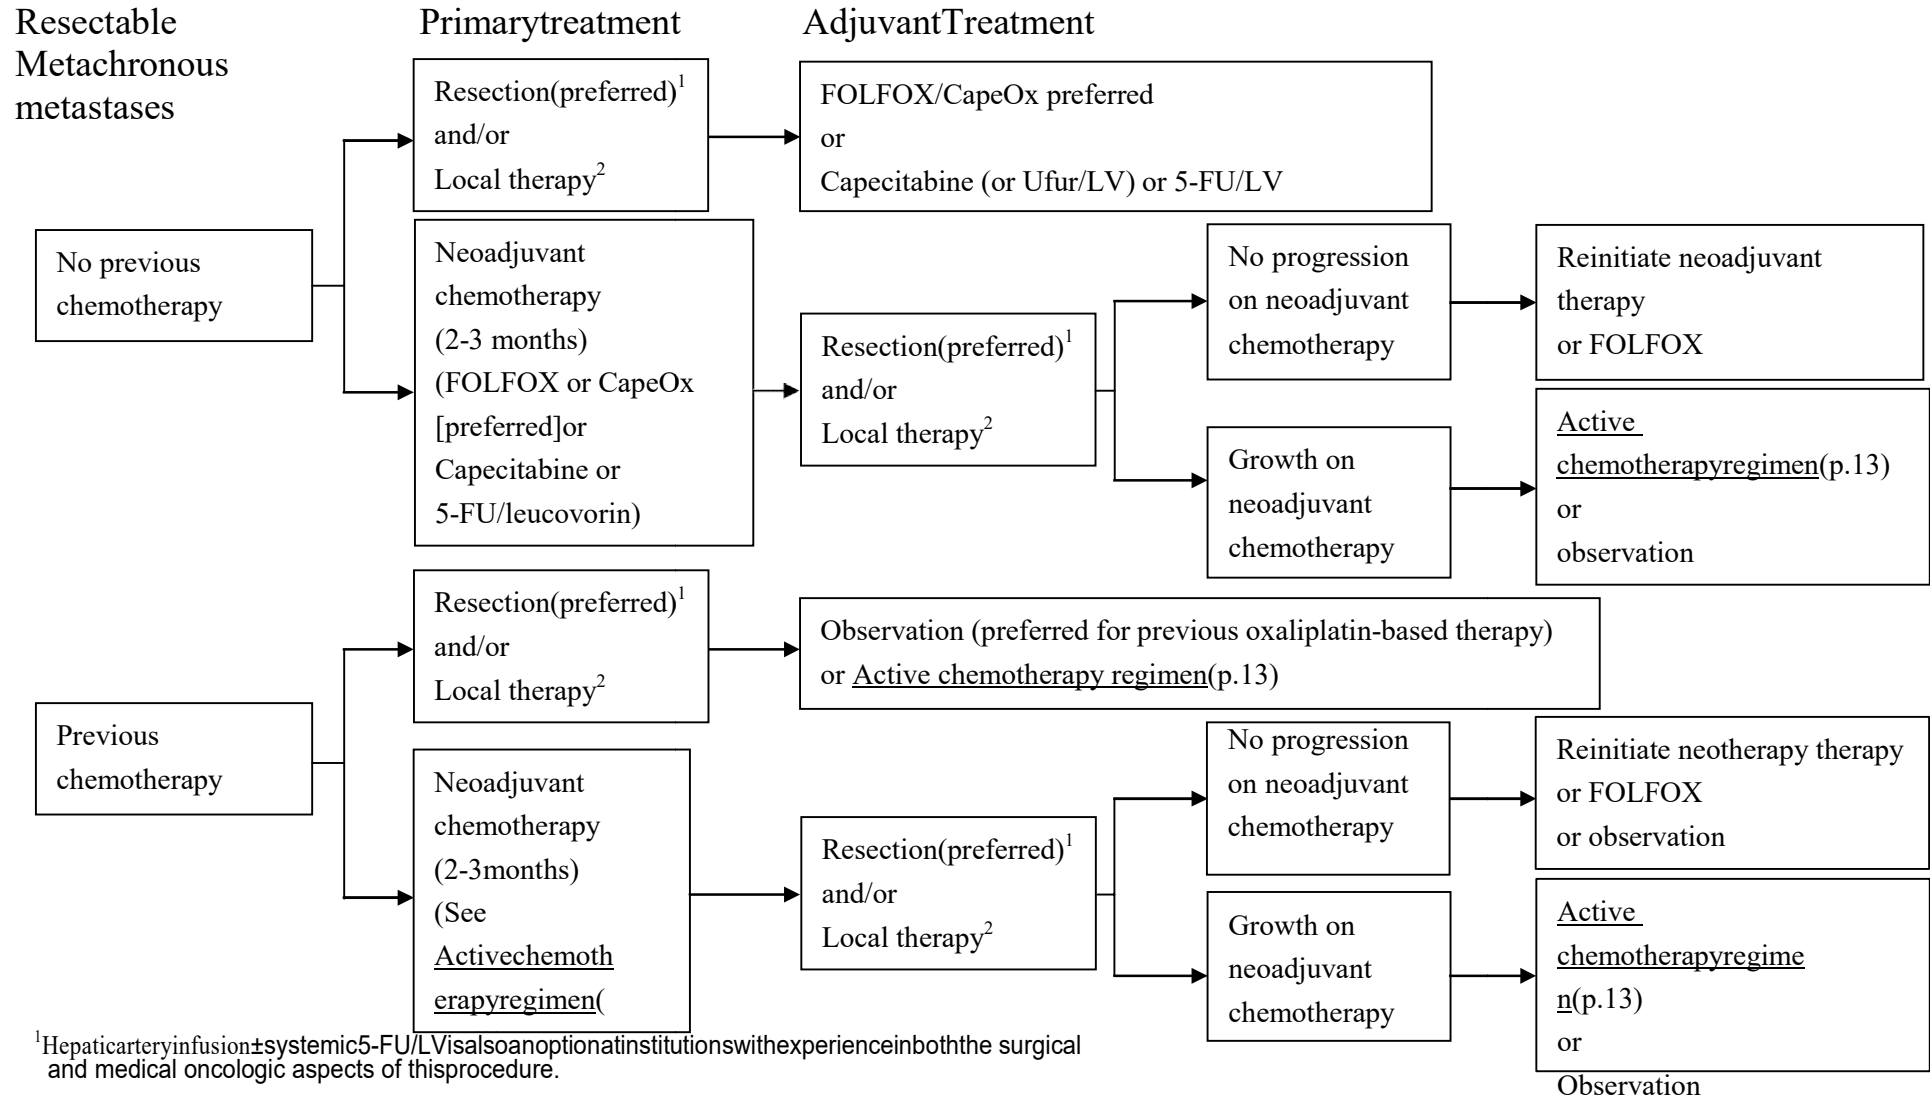 Resectable
Metachronous
metastases
Primarytreatment
AdjuvantTreatment
No previous
chemotherapy
Resection(preferred)1
and/or
Local therapy2
FOLFOX/CapeOx preferred
or
Capecitabine (or Ufur/LV) or 5-FU/LV
Neoadjuvant
chemotherapy
(2-3 months)
(FOLFOX or CapeOx
[preferred]or
Capecitabine or
5-FU/leucovorin)
Resection(preferred)1
and/or
Local therapy2
No progression
on neoadjuvant
chemotherapy
Reinitiate neoadjuvant
therapy
or FOLFOX
Growth on
neoadjuvant
chemotherapy
Active
chemotherapyregimen(p.13)
or
observation
Previous
chemotherapy
Resection(preferred)1
and/or
Local therapy2
Observation (preferred for previous oxaliplatin-based therapy)
or Active chemotherapy regimen(p.13)
Neoadjuvant
chemotherapy
(2-3months)
(See
Activechemoth
erapyregimen(
Resection(preferred)1
and/or
Local therapy2
No progression
on neoadjuvant
chemotherapy
Reinitiate neotherapy therapy
or FOLFOX
or observation
Growth on
neoadjuvant
chemotherapy
Active
chemotherapyregime
n(p.13)
or
Observation
1Hepaticarteryinfusion±systemic5-FU/LVisalsoanoptionatinstitutionswithexperienceinboththe surgical
and medical oncologic aspects of thisprocedure.